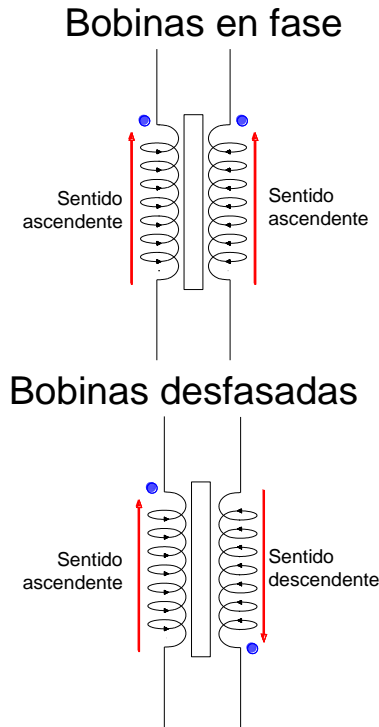 Bobinas en fase
Sentido
ascendente
Sentido
ascendente
Bobinas desfasadas
Sentido
ascendente
Sentido
descendente